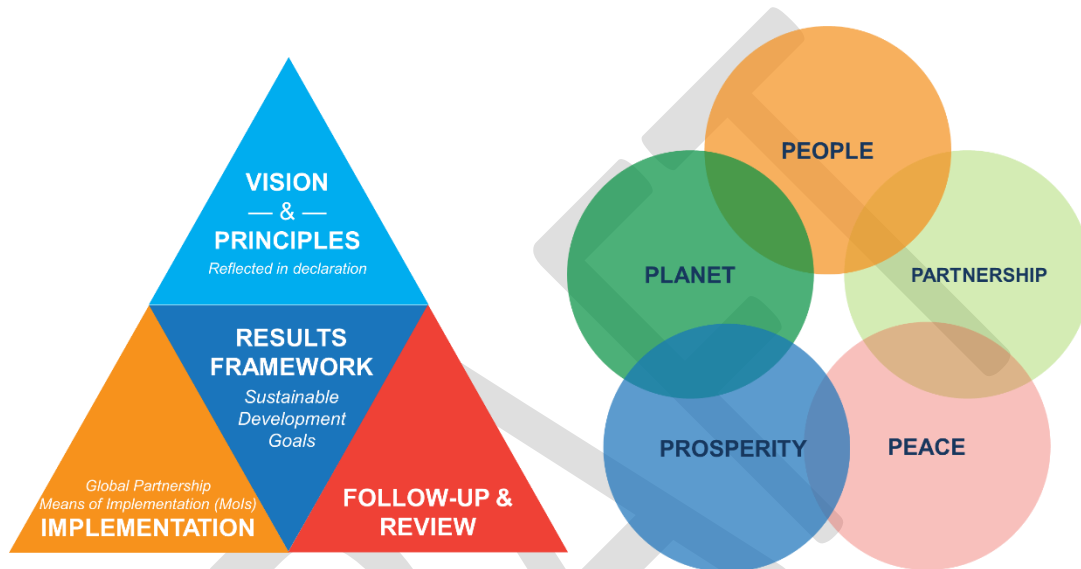 VISION
— & —
PRINCIPLES
Reflected in declaration
RESULTS
FRAMEWORK
Sustainable
Development
Goals
Global Partnership
Means of Implementation (MoIs)
IMPLEMENTATION
FOLLOW-UP &
REVIEW
PEOPLE
PLANET
PARTNERSHIP
PROSPERITY
PEACE